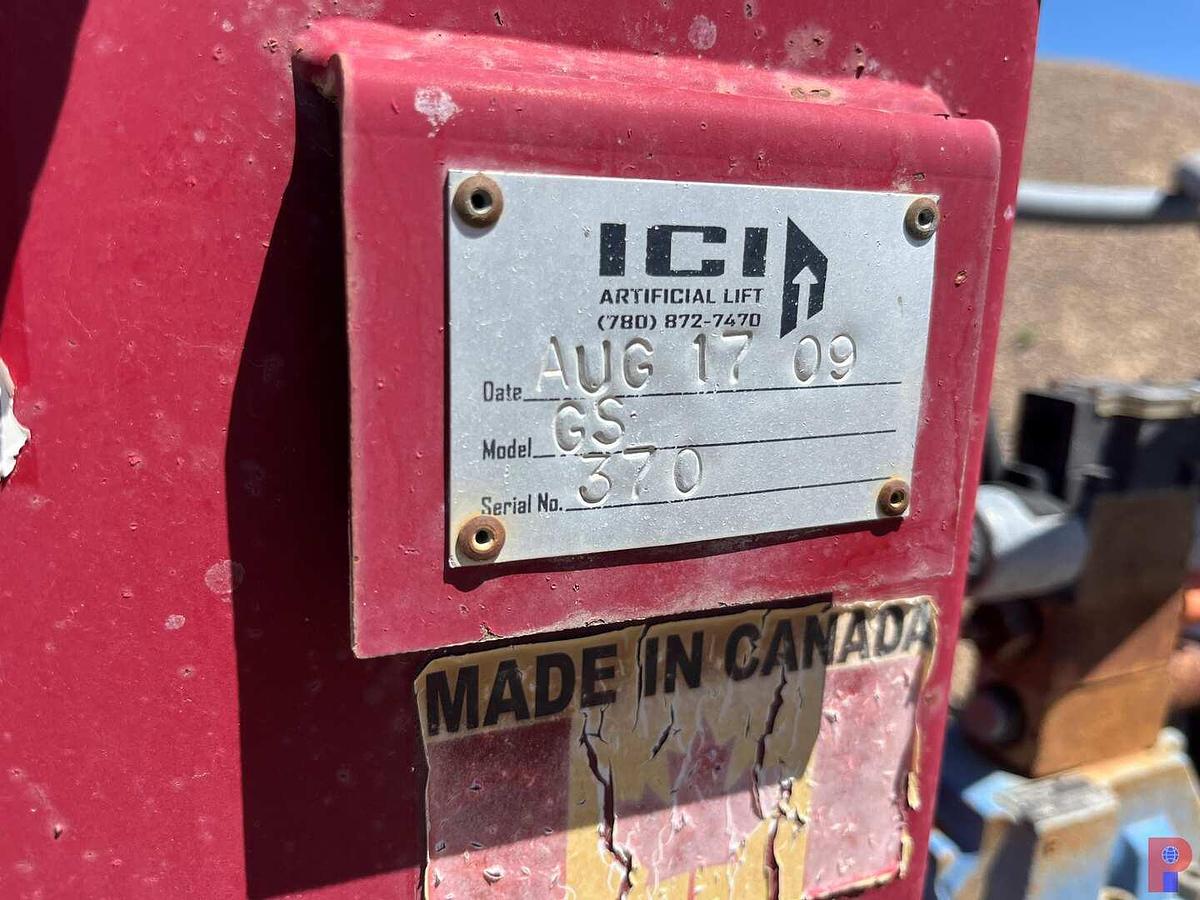 ICI
ARTIFICIAL LIFT
(780) 872-7470
Date AUG 17 09
Model GS
Serial No. 370
MADE IN CANADA
P